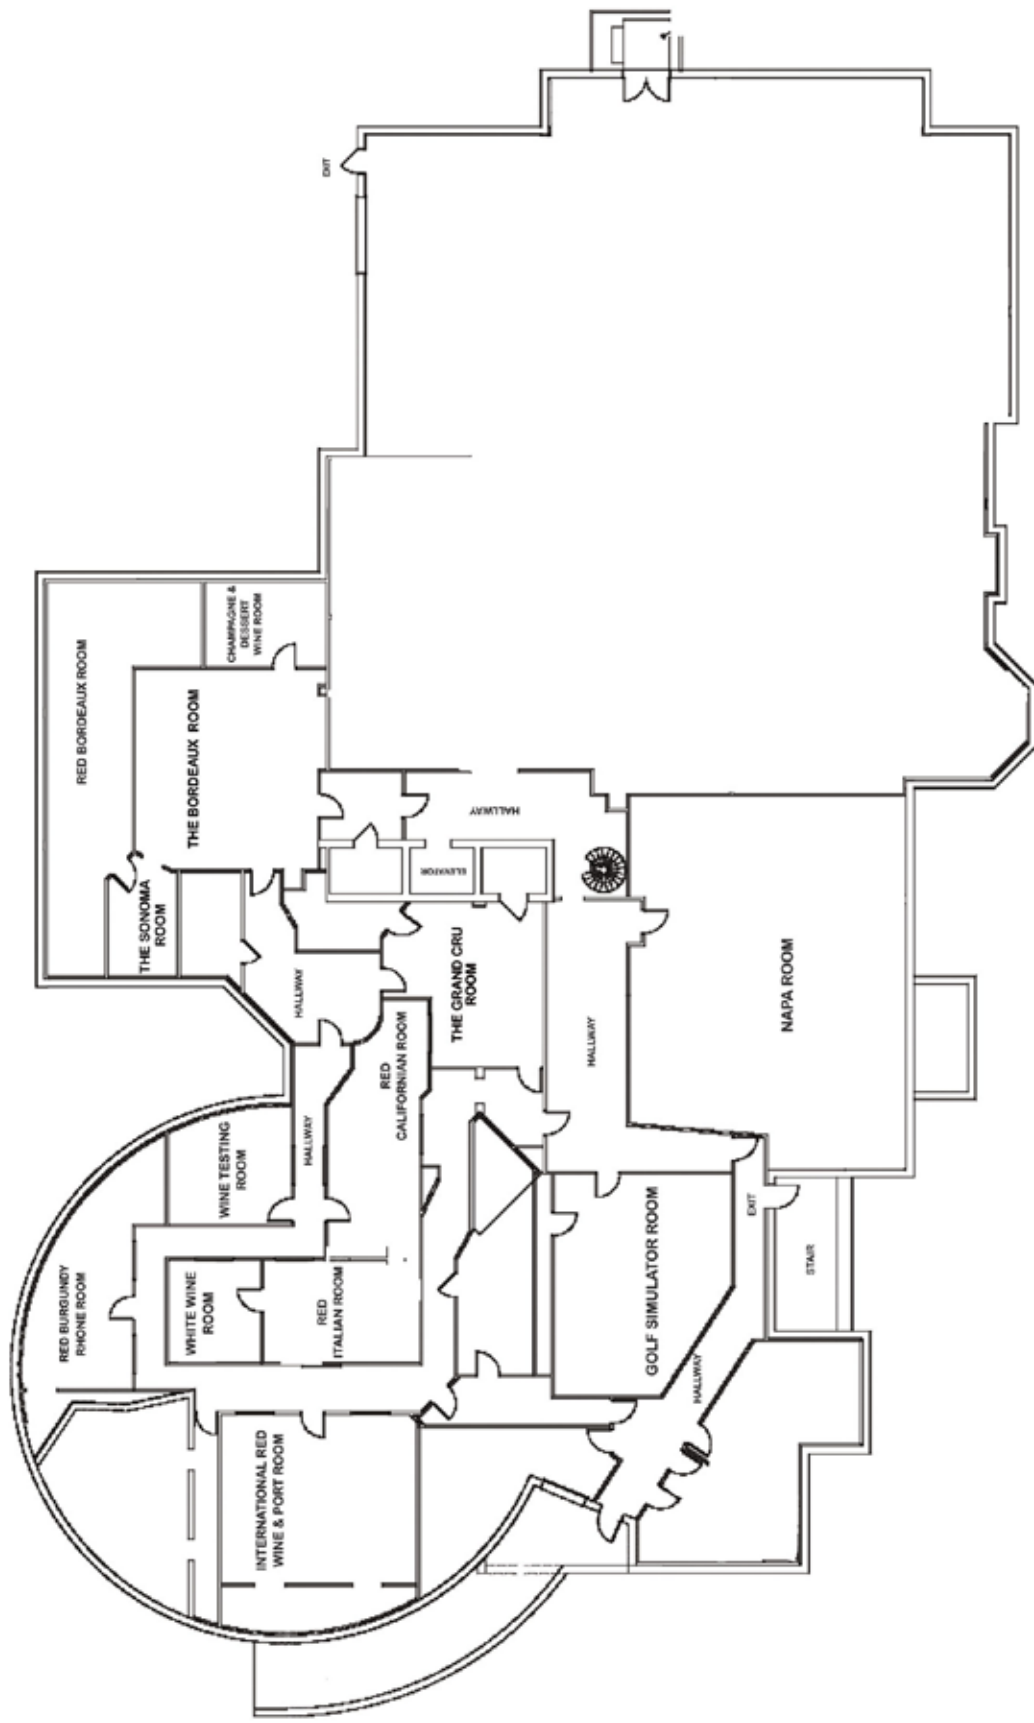 EXIT
RED BORDEAUX ROOM
CHAMPAGNE &
DESSERT
WINE ROOM
THE BORDEAUX ROOM
HALLWAY
ELEVATOR
THE SONOMA
ROOM
THE GRAND CRU
ROOM
HALLWAY
NAPA ROOM
HALLWAY
RED
CALIFORNIAN ROOM
HALLWAY
WINE TESTING
ROOM
RED BURGUNDY
RHONE ROOM
WHITE WINE
ROOM
RED
ITALIAN ROOM
GOLF SIMULATOR ROOM
EXIT
STAIR
HALLWAY
INTERNATIONAL RED
WINE & PORT ROOM